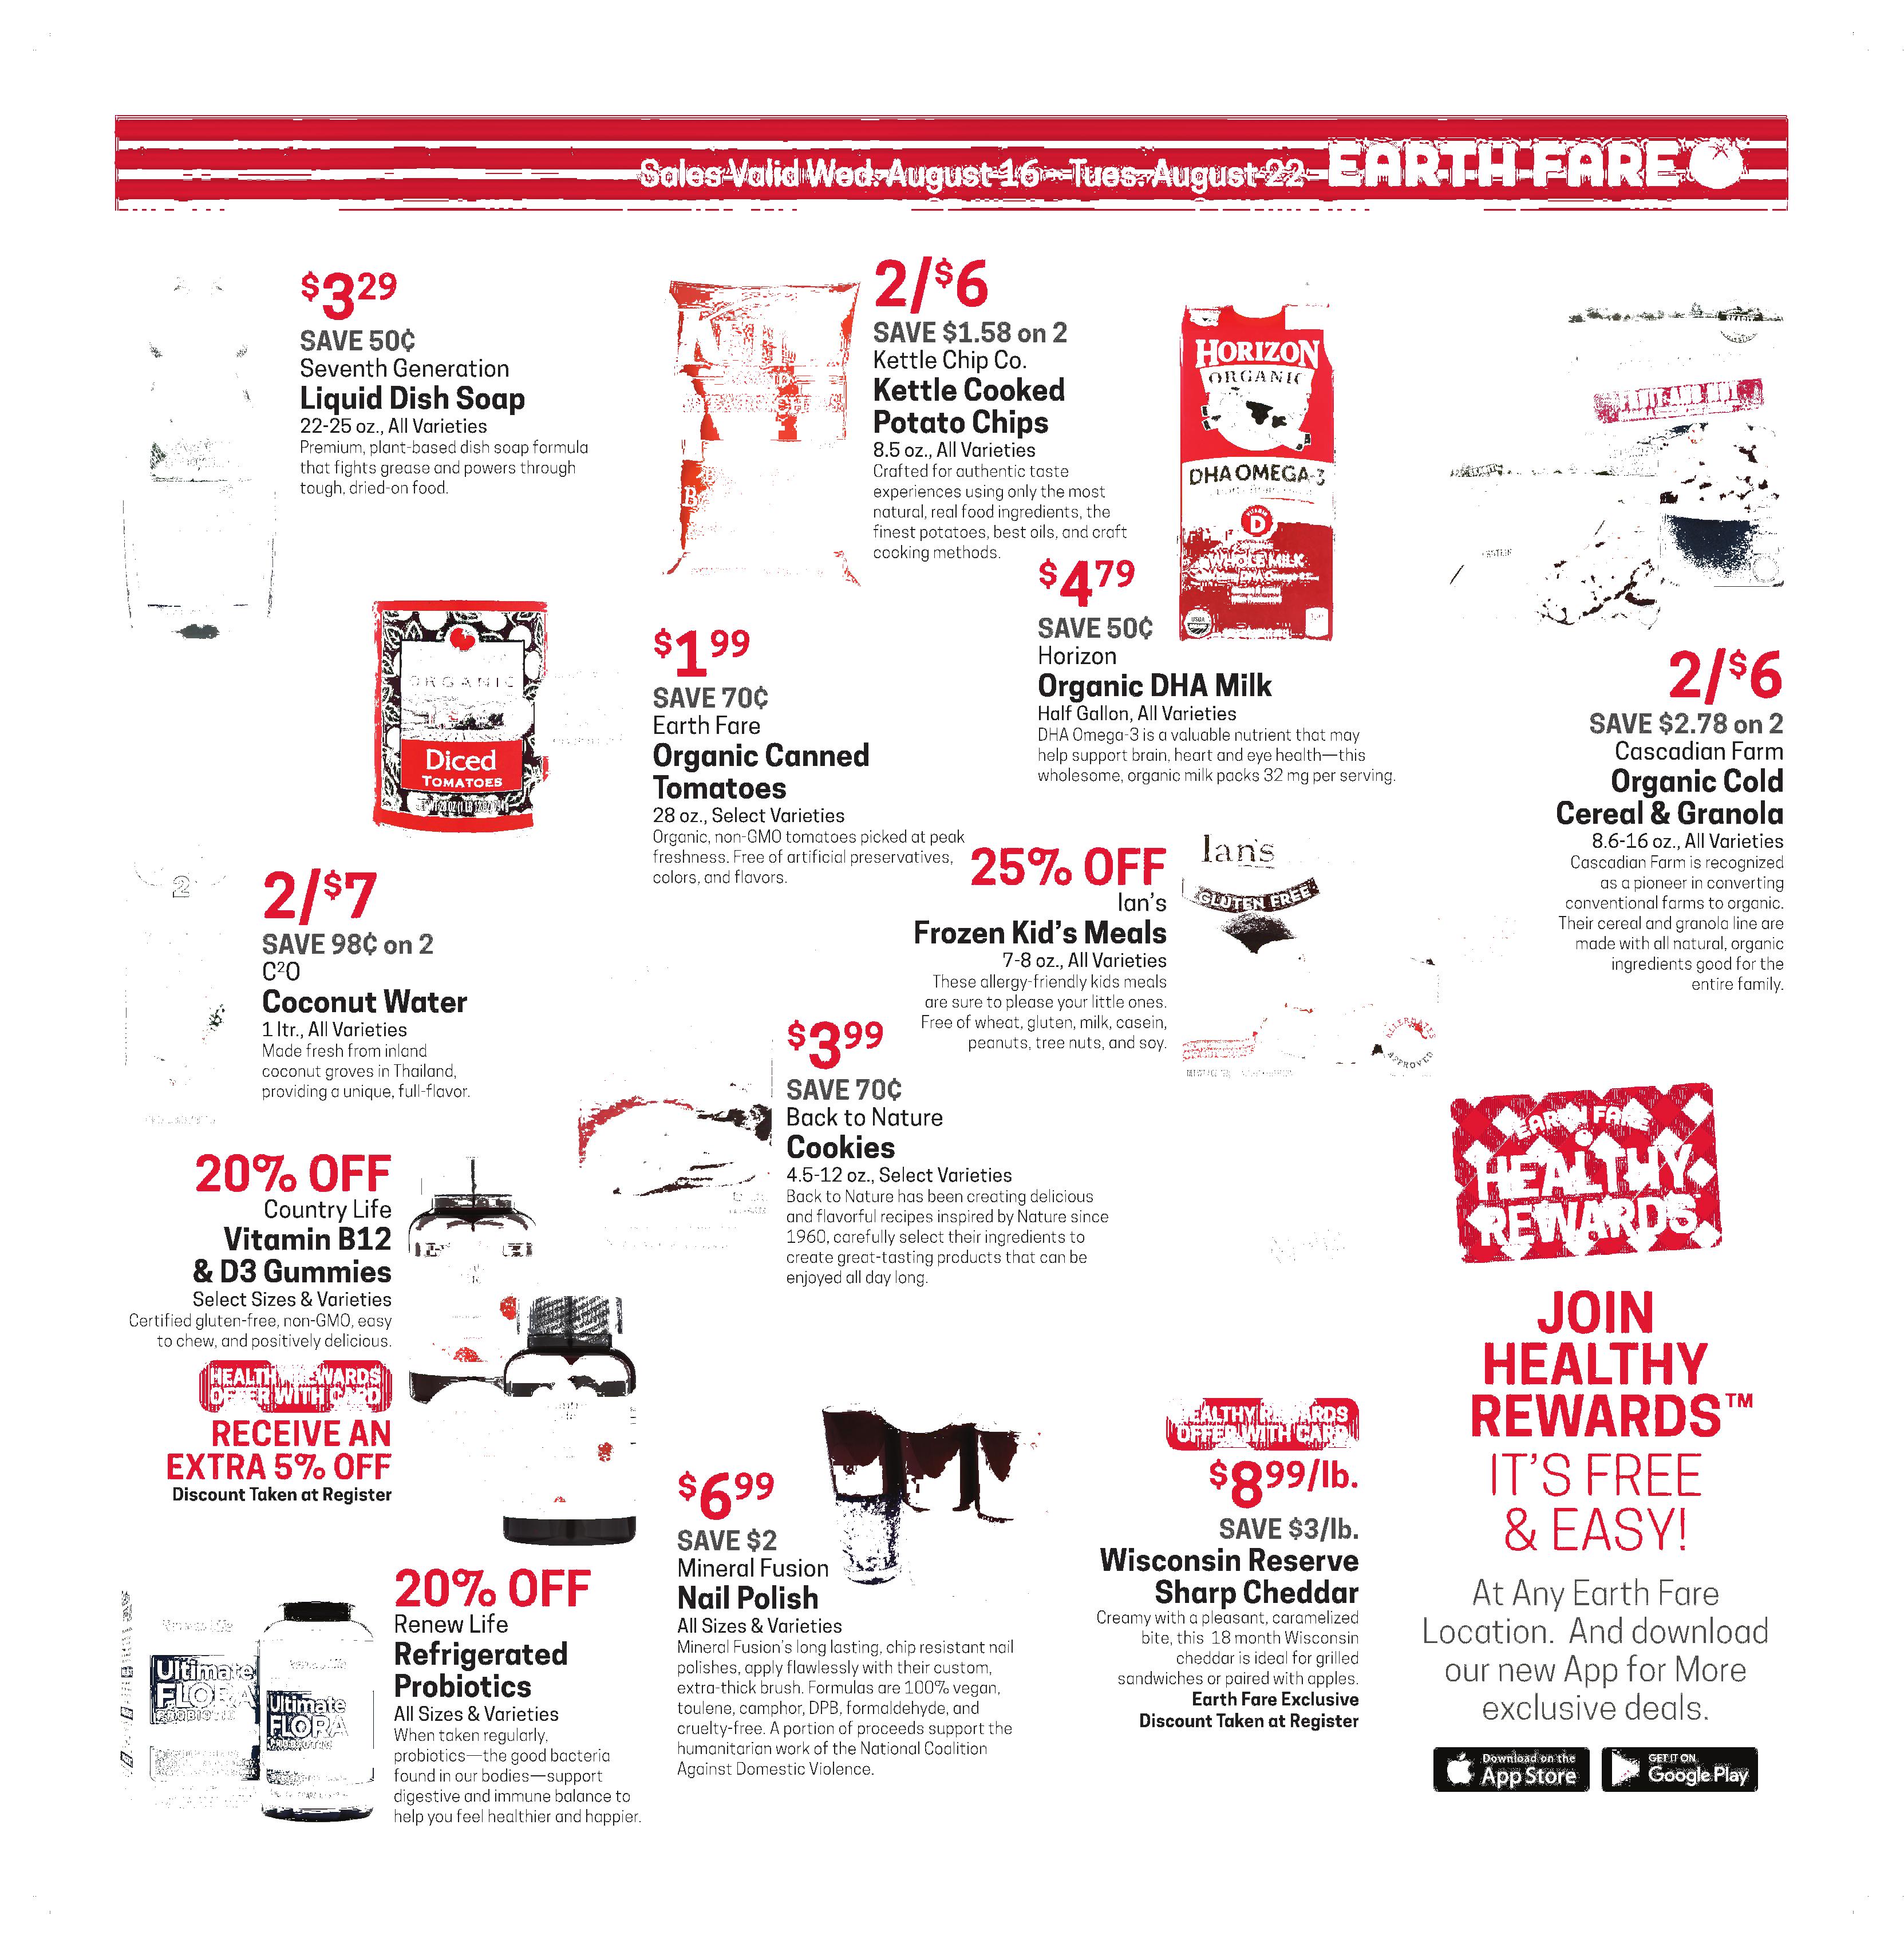 Sales Valid Wed. August 16 - Tues. August 22 EARTH FARE
$3.29
SAVE 50¢
Seventh Generation
Liquid Dish Soap
22-25 oz., All Varieties
Premium, plant-based dish soap formula
that fights grease and powers through
tough, dried-on food.
2/$6
SAVE $1.58 on 2
Kettle Chip Co.
Kettle Cooked
Potato Chips
8.5 oz., All Varieties
Crafted for authentic taste
experiences using only the most
natural, real food ingredients, the
finest potatoes, best oils, and craft
cooking methods.
HORIZON
ORGANIC
DHA OMEGA-3
VITAMIN
D
WHOLE MILK
$4.79
SAVE 50¢
Horizon
Organic DHA Milk
Half Gallon, All Varieties
DHA Omega-3 is a valuable nutrient that may
help support brain, heart and eye health—this
wholesome, organic milk packs 32 mg per serving.
FRUIT AND NUT
2/$6
SAVE $2.78 on 2
Cascadian Farm
Organic Cold
Cereal & Granola
8.6-16 oz., All Varieties
Cascadian Farm is recognized
as a pioneer in converting
conventional farms to organic.
Their cereal and granola line are
made with all natural, organic
ingredients good for the
entire family.
ORGANIC
Diced
TOMATOES
$1.99
SAVE 70¢
Earth Fare
Organic Canned
Tomatoes
28 oz., Select Varieties
Organic, non-GMO tomatoes picked at peak
freshness. Free of artificial preservatives,
colors, and flavors.
2
2/$7
SAVE 98¢ on 2
C²O
Coconut Water
1 ltr., All Varieties
Made fresh from inland
coconut groves in Thailand,
providing a unique, full-flavor.
25% OFF
Ian's
Frozen Kid's Meals
7-8 oz., All Varieties
These allergy-friendly kids meals
are sure to please your little ones.
Free of wheat, gluten, milk, casein,
peanuts, tree nuts, and soy.
Ian's
GLUTEN FREE
APPROVED
$3.99
SAVE 70¢
Back to Nature
Cookies
4.5-12 oz., Select Varieties
Back to Nature has been creating delicious
and flavorful recipes inspired by Nature since
1960, carefully select their ingredients to
create great-tasting products that can be
enjoyed all day long.
20% OFF
Country Life
Vitamin B12
& D3 Gummies
Select Sizes & Varieties
Certified gluten-free, non-GMO, easy
to chew, and positively delicious.
HEALTHY REWARDS
OFFER WITH CARD
RECEIVE AN
EXTRA 5% OFF
Discount Taken at Register
Ultimate
FLORA
PROBIOTIC
Ultimate
FLORA
PROBIOTIC
20% OFF
Renew Life
Refrigerated
Probiotics
All Sizes & Varieties
When taken regularly,
probiotics—the good bacteria
found in our bodies—support
digestive and immune balance to
help you feel healthier and happier.
$6.99
SAVE $2
Mineral Fusion
Nail Polish
All Sizes & Varieties
Mineral Fusion's long lasting, chip resistant nail
polishes, apply flawlessly with their custom,
extra-thick brush. Formulas are 100% vegan,
toulene, camphor, DPB, formaldehyde, and
cruelty-free. A portion of proceeds support the
humanitarian work of the National Coalition
Against Domestic Violence.
HEALTHY REWARDS
OFFER WITH CARD
$8.99/lb.
SAVE $3/lb.
Wisconsin Reserve
Sharp Cheddar
Creamy with a pleasant, caramelized
bite, this 18 month Wisconsin
cheddar is ideal for grilled
sandwiches or paired with apples.
Earth Fare Exclusive
Discount Taken at Register
EARTH FARE
HEALTHY
REWARDS
JOIN
HEALTHY
REWARDS™
IT'S FREE
& EASY!
At Any Earth Fare
Location. And download
our new App for More
exclusive deals.
Download on the
App Store
GET IT ON
Google Play